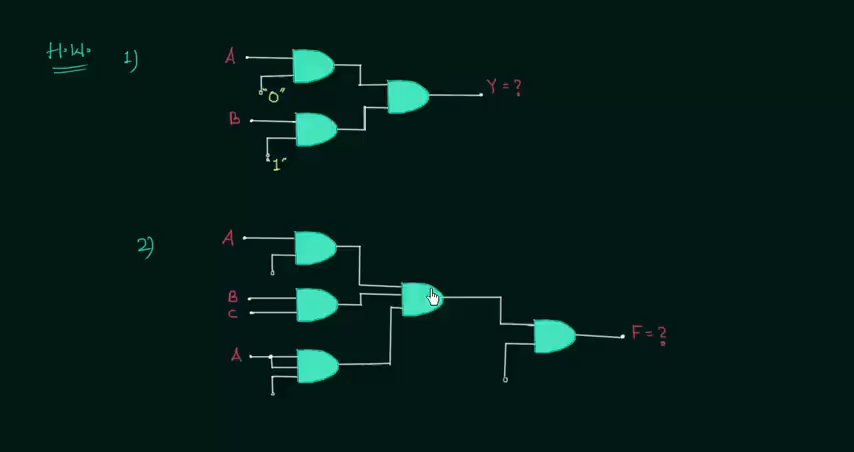 H.W.
1)
A
"0"
B
1"
Y = ?
2)
A
B
C
A
F = ?